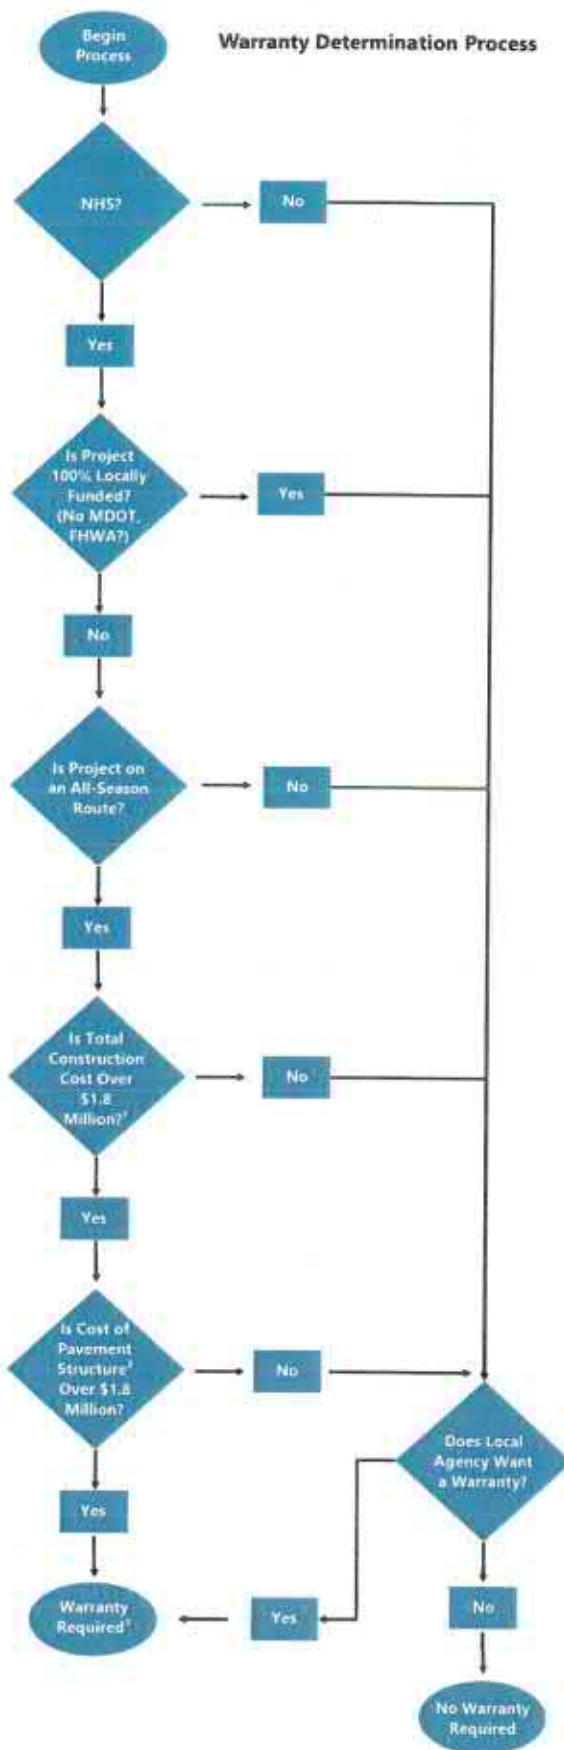 Warranty Determination Process
Begin
Process
NHS?
No
Yes
Is Project
100% Locally
Funded?
(No MDOT,
FHWA?)
Yes
No
Is Project on
an All-Season
Route?
No
Yes
Is Total
Construction
Cost Over
$1.8
Million?¹
No
Yes
Is Cost of
Pavement
Structure²
Over $1.8
Million?
No
Does Local
Agency Want
a Warranty?
Yes
No
Warranty
Required³
Yes
No Warranty
Required